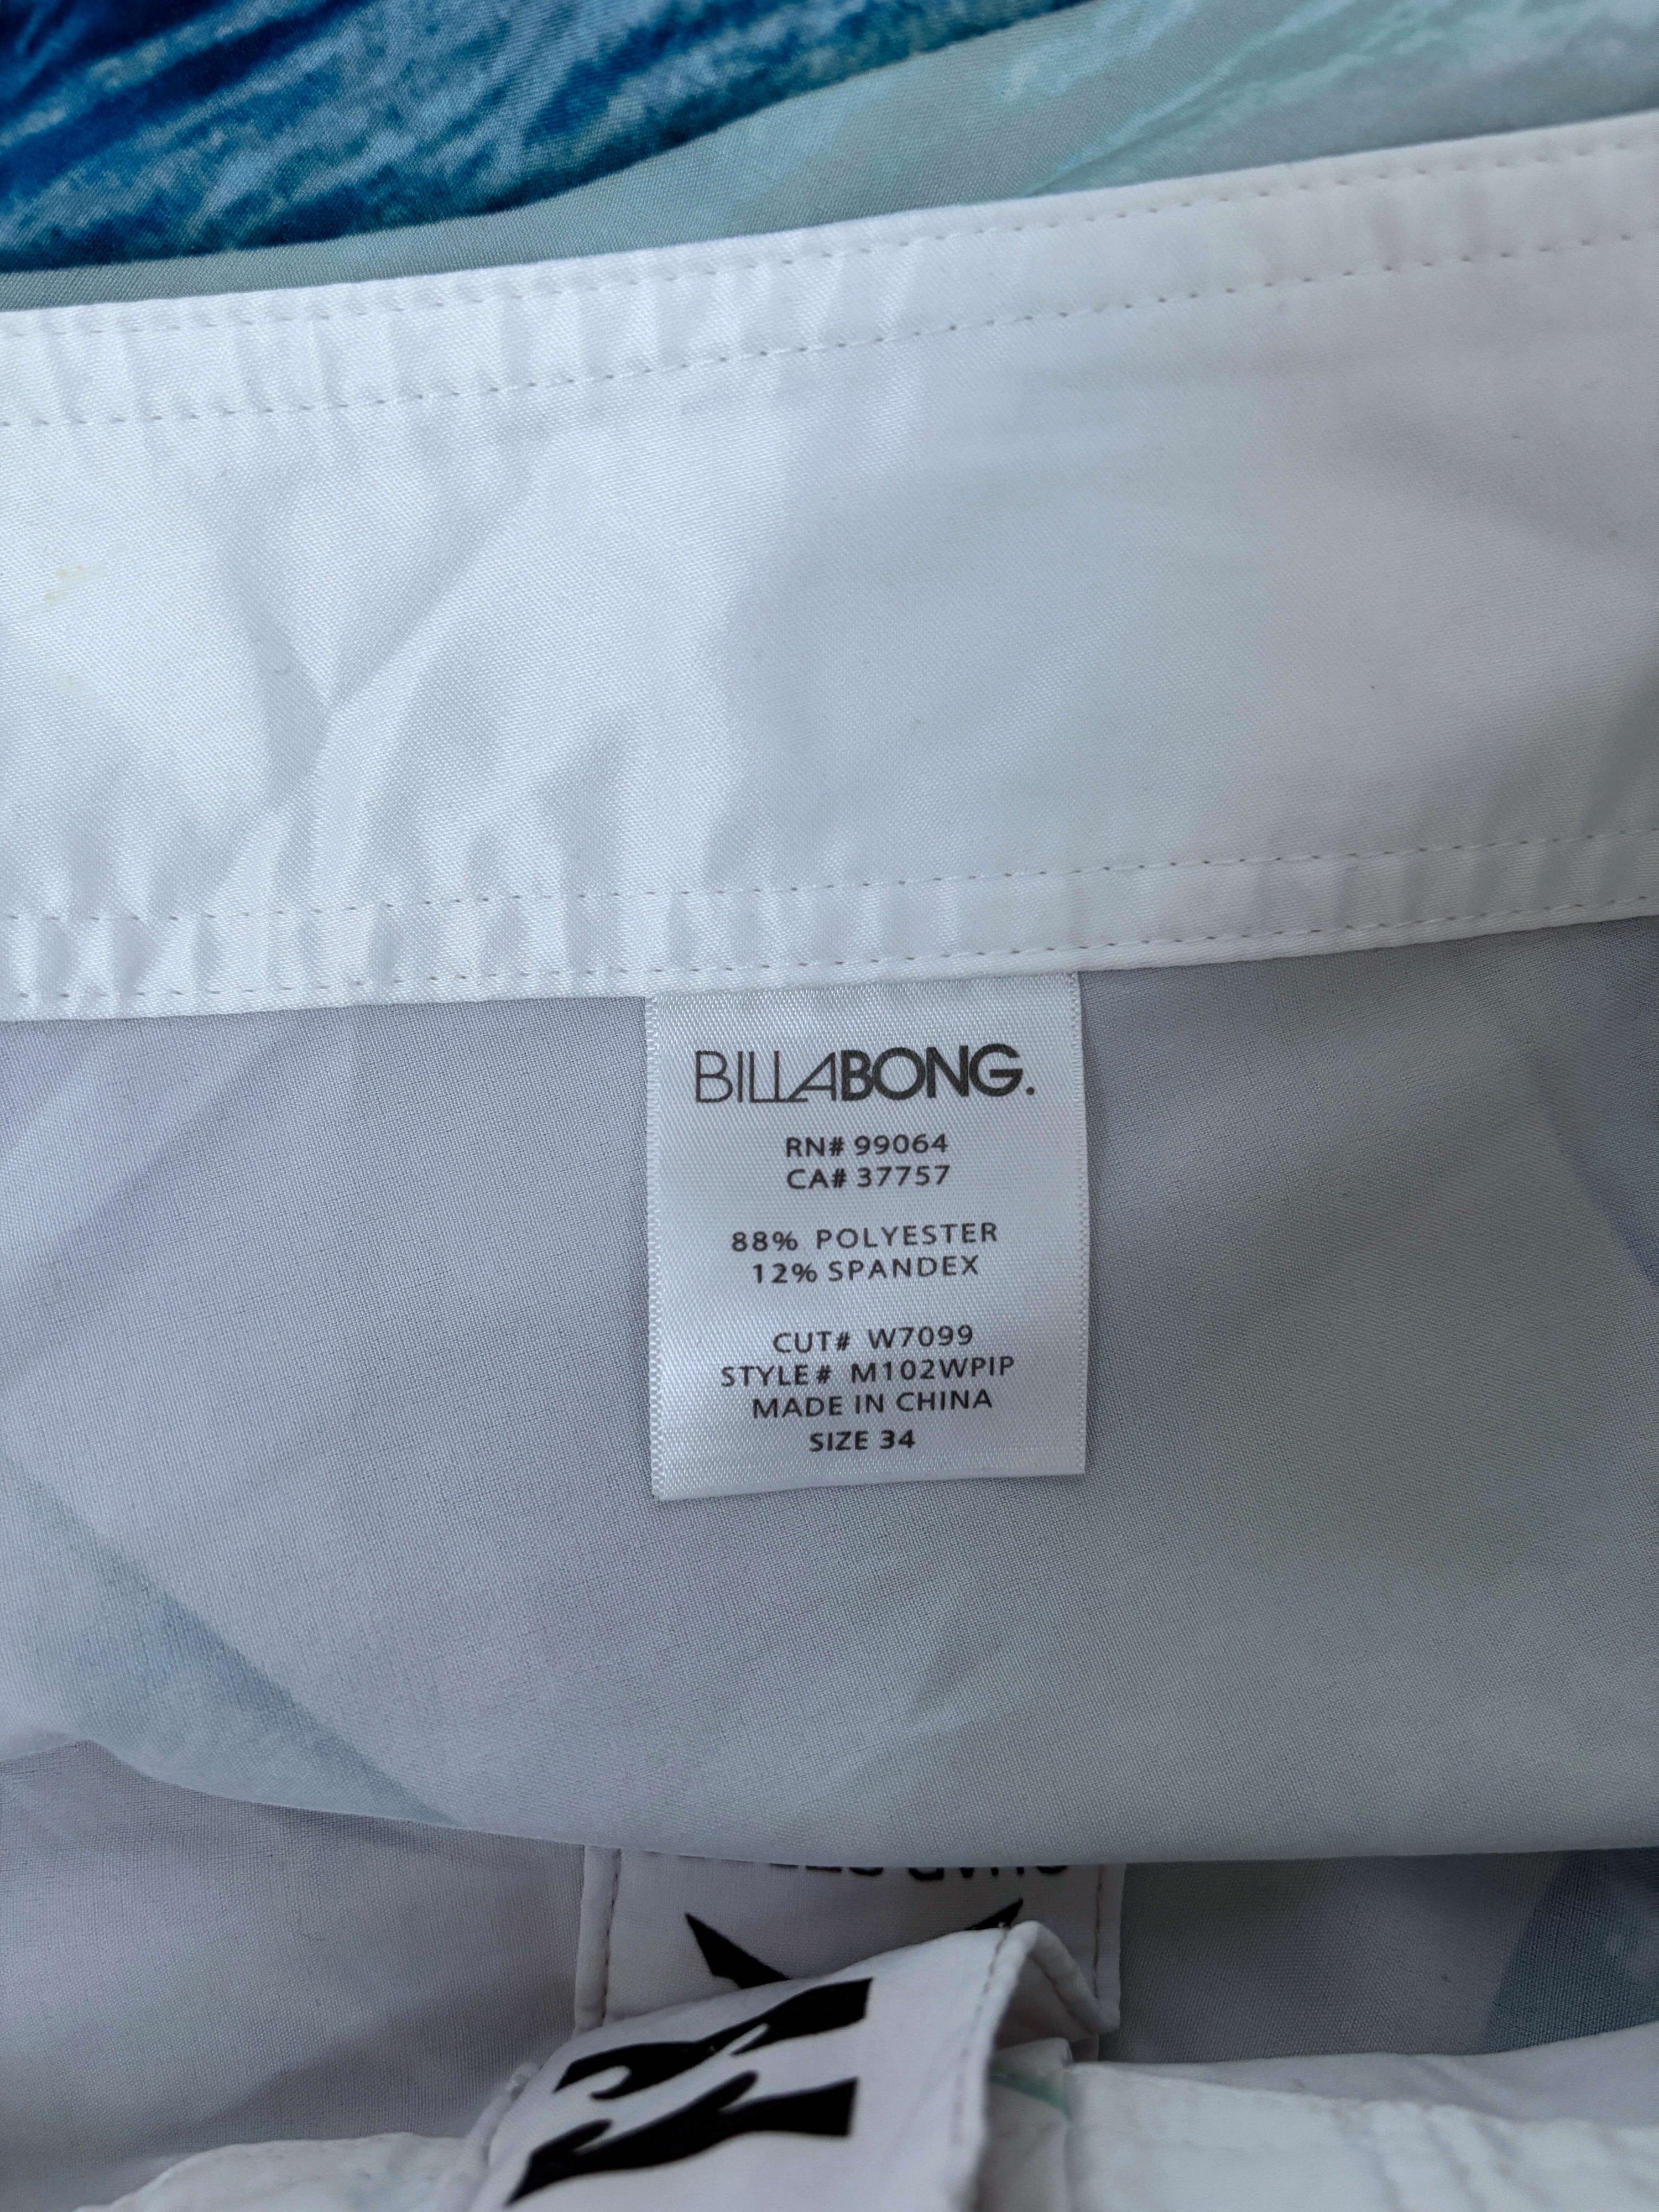 BILLABONG.
RN# 99064
CA# 37757
88% POLYESTER
12% SPANDEX
CUT# W7099
STYLE# M102WPIP
MADE IN CHINA
SIZE 34